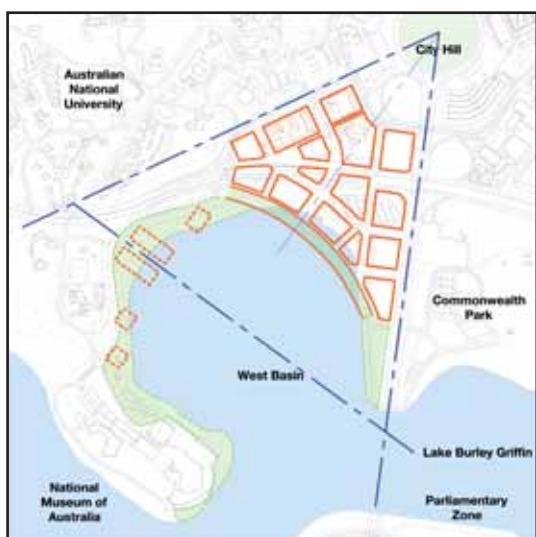 City Hill
Australian
National
University
Commonwealth
Park
West Basin
Lake Burley Griffin
National
Museum of
Australia
Parliamentary
Zone